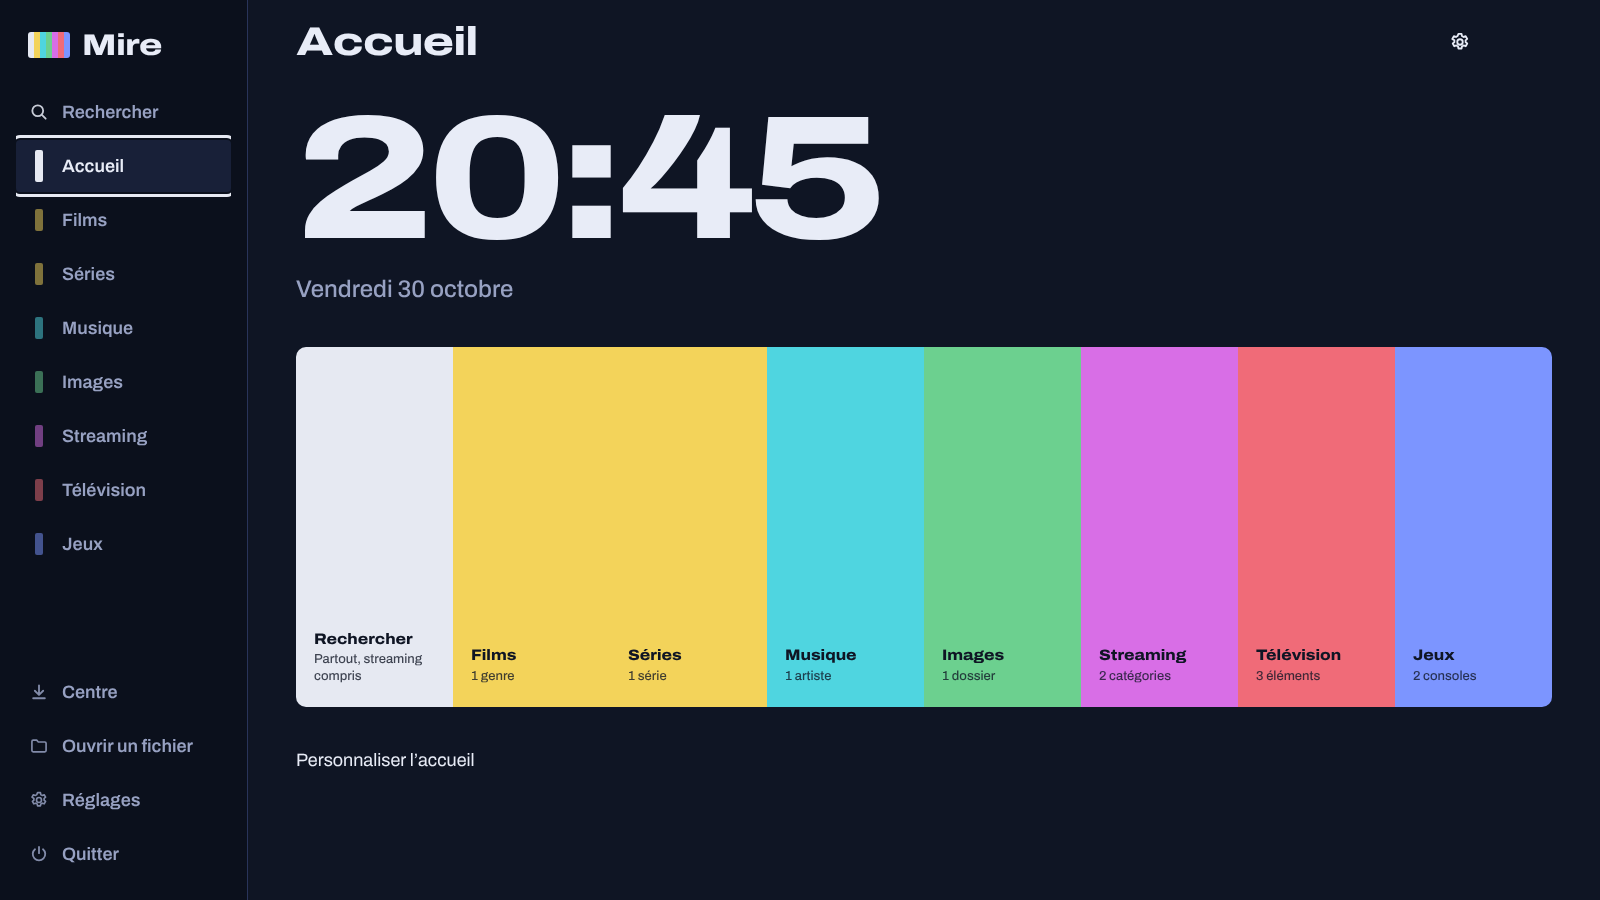 Mire
Rechercher
Accueil
Films
Séries
Musique
Images
Streaming
Télévision
Jeux
Centre
Ouvrir un fichier
Réglages
Quitter
Accueil
20:45
Vendredi 30 octobre
Rechercher
Partout, streaming
compris
Films
1 genre
Séries
1 série
Musique
1 artiste
Images
1 dossier
Streaming
2 catégories
Télévision
3 éléments
Jeux
2 consoles
Personnaliser l’accueil